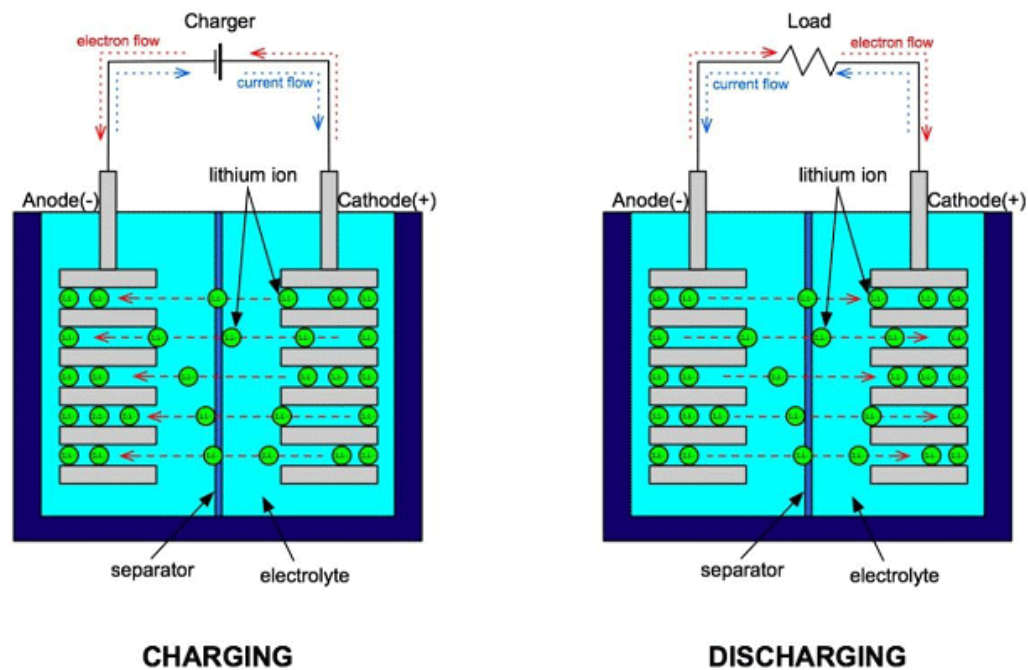 Charger
electron flow
current flow
lithium ion
Anode(-)
Cathode(+)
separator
electrolyte
CHARGING
Load
electron flow
current flow
lithium ion
Anode(-)
Cathode(+)
separator
electrolyte
DISCHARGING